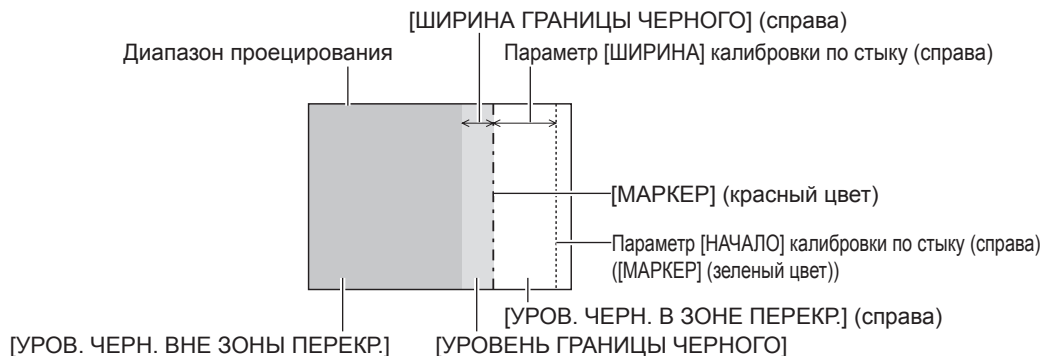 [ШИРИНА ГРАНИЦЫ ЧЕРНОГО] (справа)
Диапазон проецирования
Параметр [ШИРИНА] калибровки по стыку (справа)
[МАРКЕР] (красный цвет)
Параметр [НАЧАЛО] калибровки по стыку (справа)
([МАРКЕР] (зеленый цвет))
[УРОВ. ЧЕРН. В ЗОНЕ ПЕРЕКР.] (справа)
[УРОВ. ЧЕРН. ВНЕ ЗОНЫ ПЕРЕКР.]
[УРОВЕНЬ ГРАНИЦЫ ЧЕРНОГО]